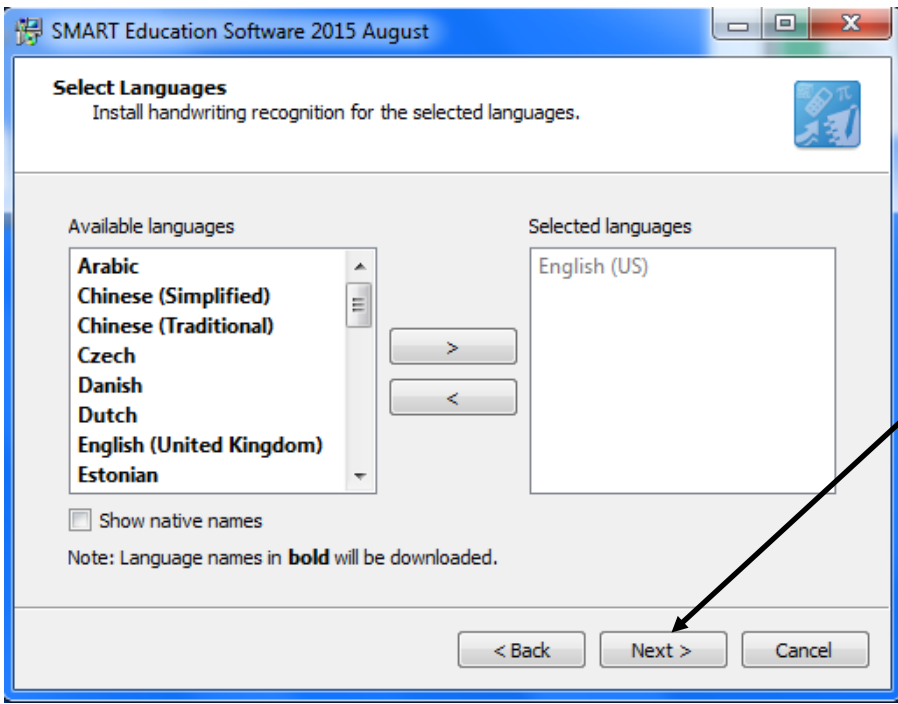 SMART Education Software 2015 August
Select Languages
Install handwriting recognition for the selected languages.
Available languages
Selected languages
Arabic
Chinese (Simplified)
Chinese (Traditional)
Czech
Danish
Dutch
English (United Kingdom)
Estonian
English (US)
>
<
Show native names
Note: Language names in bold will be downloaded.
< Back
Next >
Cancel